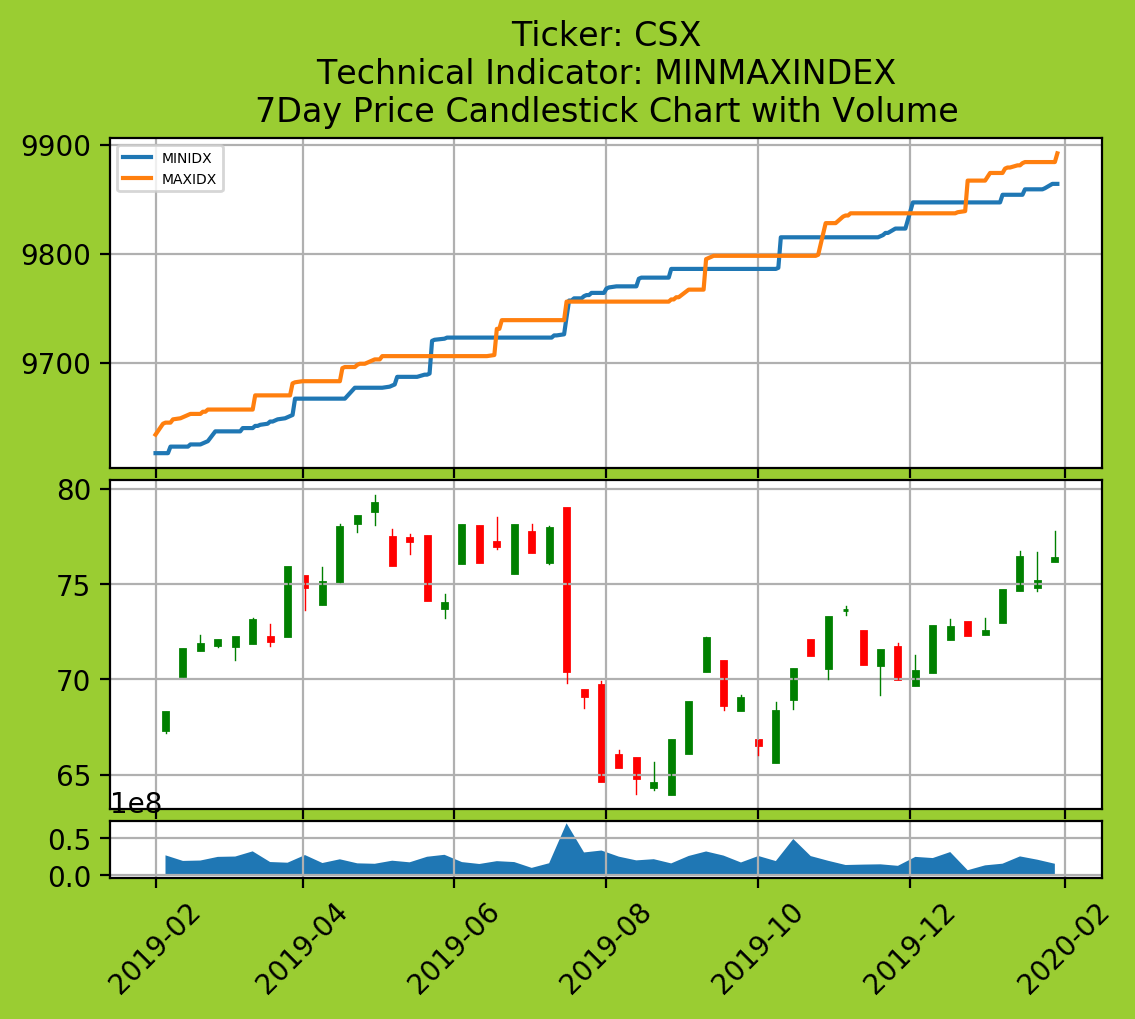 Ticker: CSX
Technical Indicator: MINMAXINDEX
7Day Price Candlestick Chart with Volume
9900
MINIDX
MAXIDX
9800
9700
80
75
70
65
1e8
0.5
0.0
2019-02
2019-04
2019-06
2019-08
2019-10
2019-12
2020-02